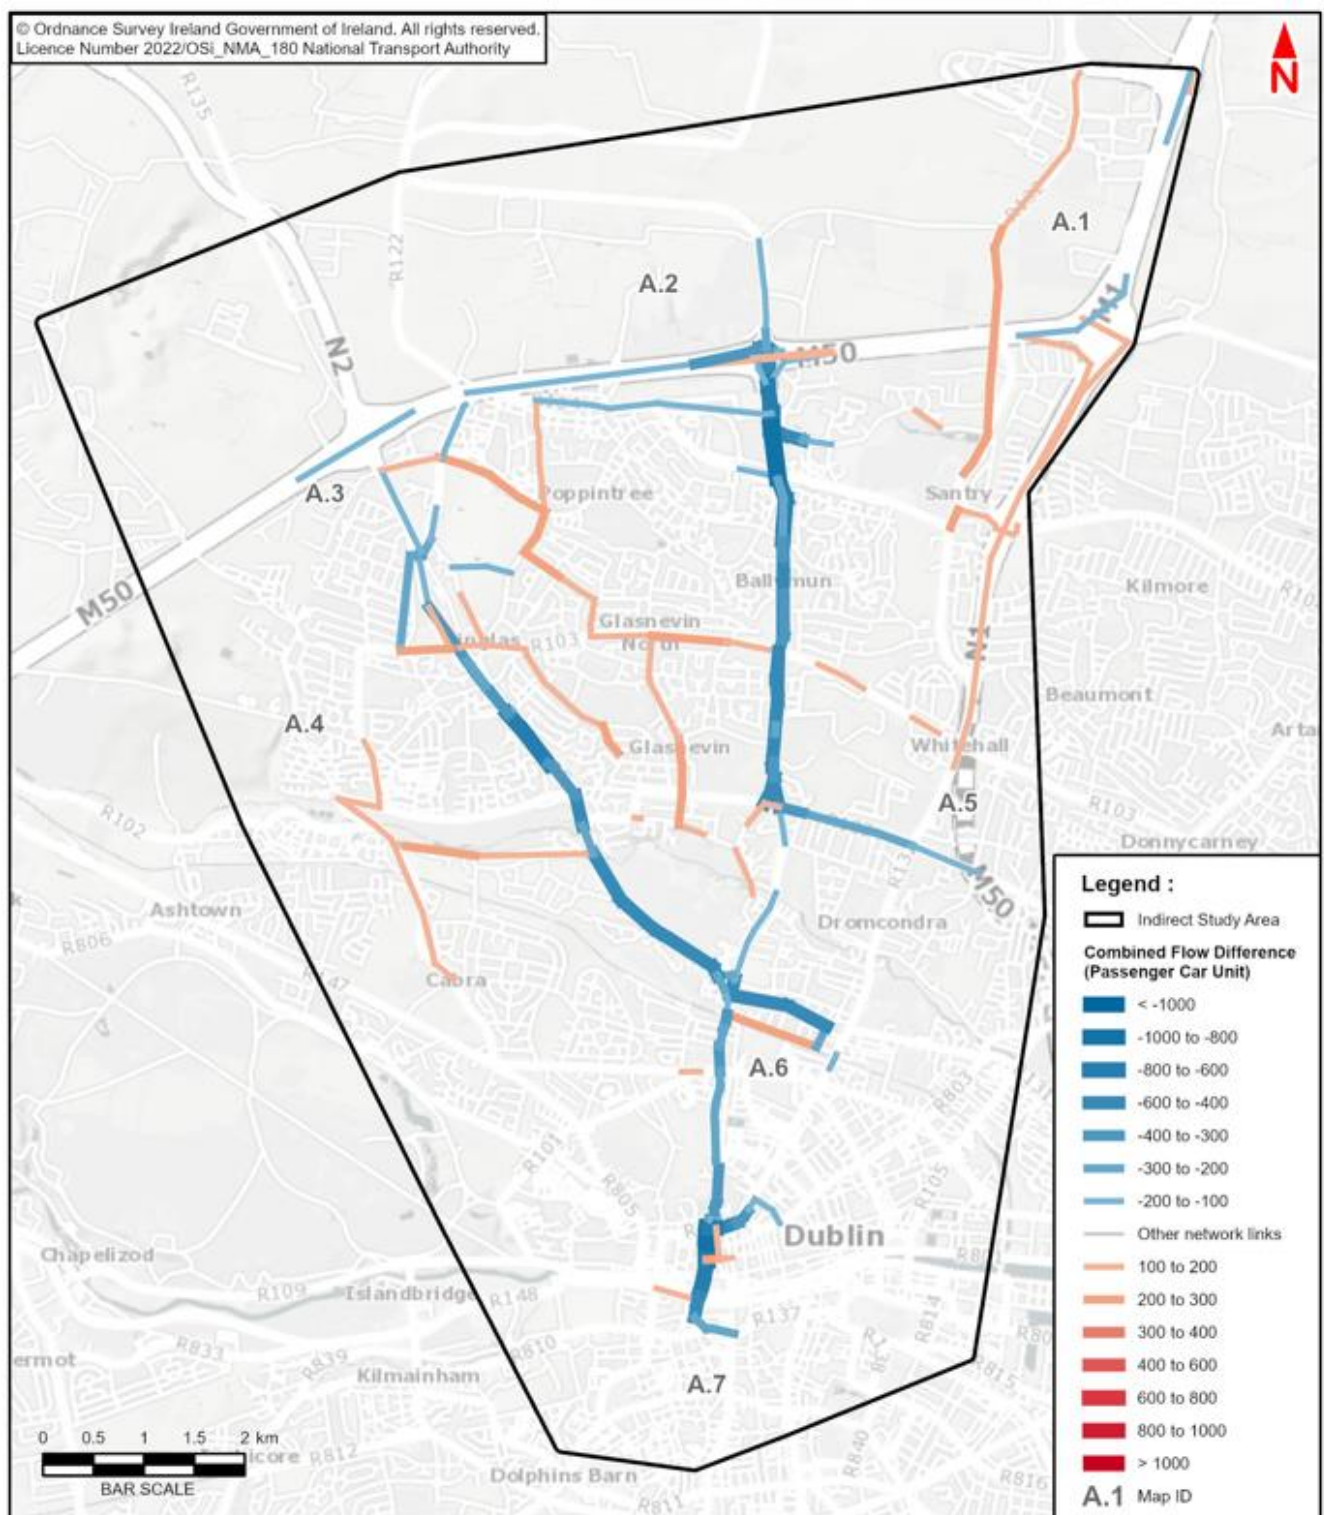 © Ordnance Survey Ireland Government of Ireland. All rights reserved.
Licence Number 2022/OSi_NMA_180 National Transport Authority
N
R135
A.1
R122
A.2
N2
M1
M50
A.3
Poppintree
Santry
Kilmore
M50
Glasnevin
North
R103
N1
Beaumont
A.4
Glasnevin
Whitehall
A.5
R102
R103
Donnycarney
M50
Ashtown
Dromcondra
R806
Cabra
A.6
R803
R101
R805
R105
Dublin
Chapelizod
R109
Islandbridge
R148
R137
R814
R833
R810
R839
Kilmainham
R815
A.7
R812
R840
Dolphins Barn
R811
R816
0 0.5 1 1.5 2 km
BAR SCALE
Legend :
Indirect Study Area
Combined Flow Difference
(Passenger Car Unit)
< -1000
-1000 to -800
-800 to -600
-600 to -400
-400 to -300
-300 to -200
-200 to -100
Other network links
100 to 200
200 to 300
300 to 400
400 to 600
600 to 800
800 to 1000
> 1000
A.1 Map ID